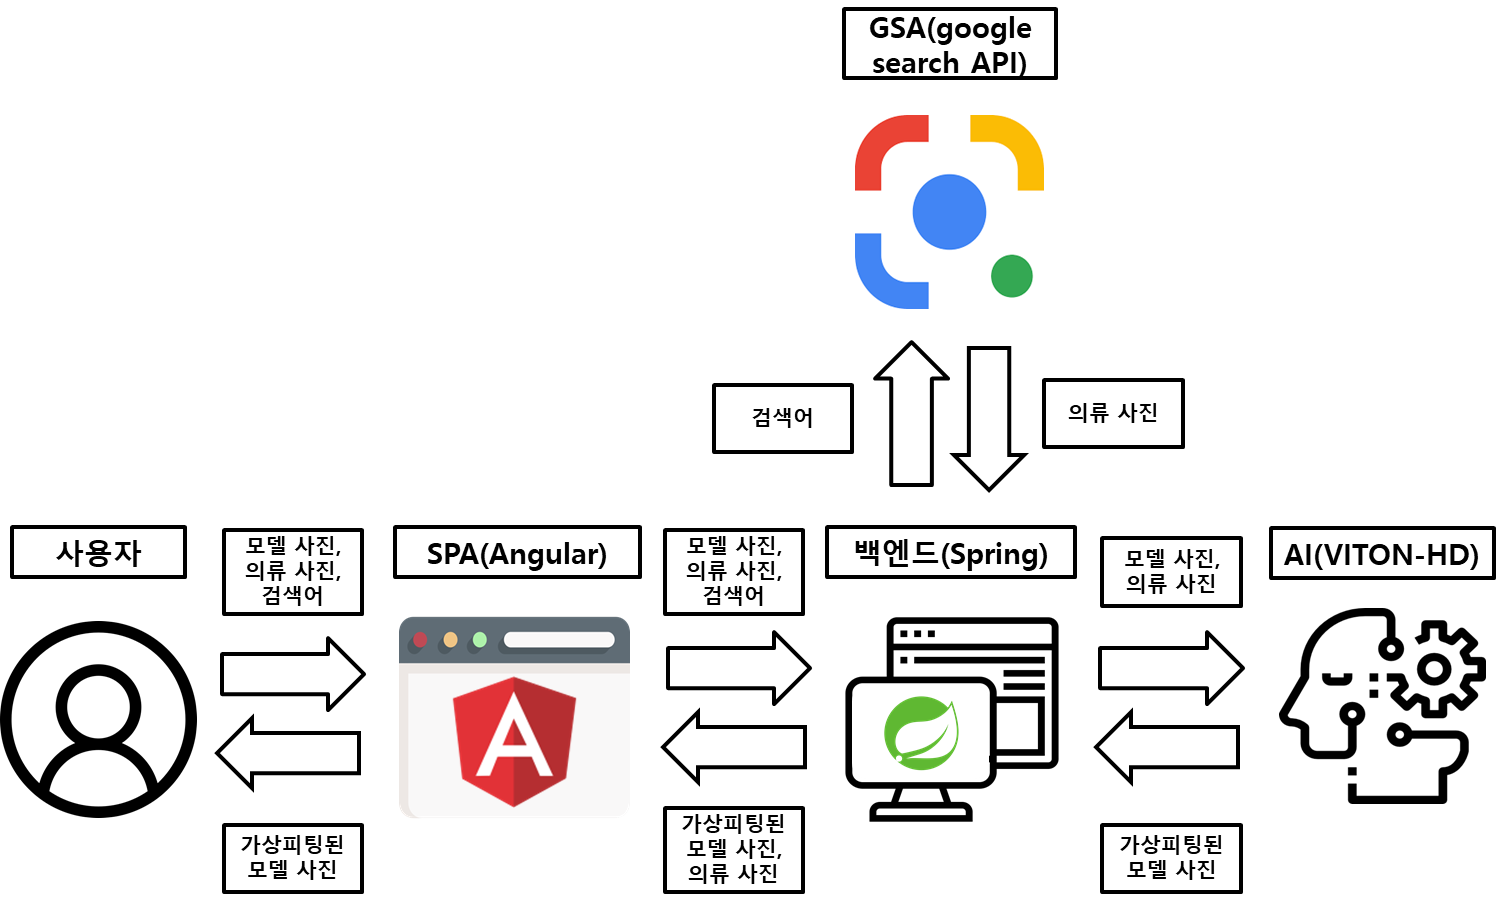 GSA(google
search API)
검색어
의류 사진
사용자
모델 사진,
의류 사진,
검색어
SPA(Angular)
모델 사진,
의류 사진,
검색어
백엔드(Spring)
모델 사진,
의류 사진
AI(VITON-HD)
가상피팅된
모델 사진
가상피팅된
모델 사진,
의류 사진
가상피팅된
모델 사진